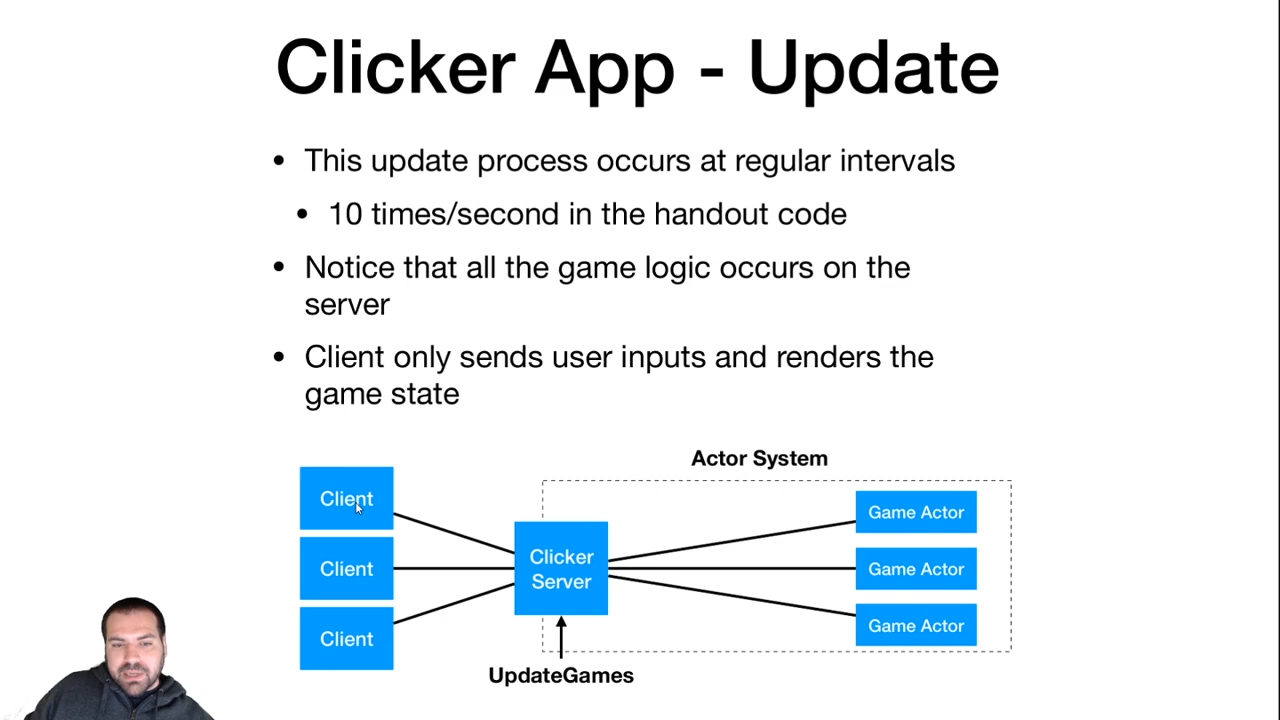 Clicker App - Update
• This update process occurs at regular intervals
• 10 times/second in the handout code
• Notice that all the game logic occurs on the
server
• Client only sends user inputs and renders the
game state
Actor System
Client
Client
Client
Clicker
Server
Game Actor
Game Actor
Game Actor
UpdateGames